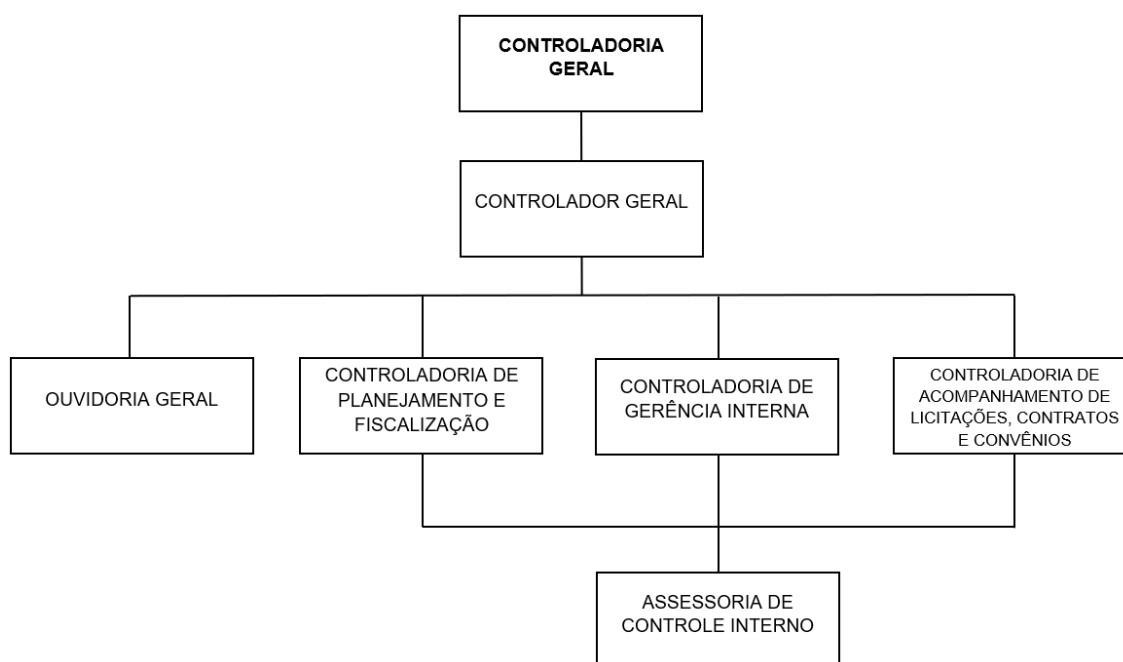 CONTROLADORIA
GERAL
CONTROLADOR GERAL
OUVIDORIA GERAL
CONTROLADORIA DE
PLANEJAMENTO E
FISCALIZAÇÃO
CONTROLADORIA DE
GERÊNCIA INTERNA
CONTROLADORIA DE
ACOMPANHAMENTO DE
LICITAÇÕES, CONTRATOS
E CONVÊNIOS
ASSESSORIA DE
CONTROLE INTERNO